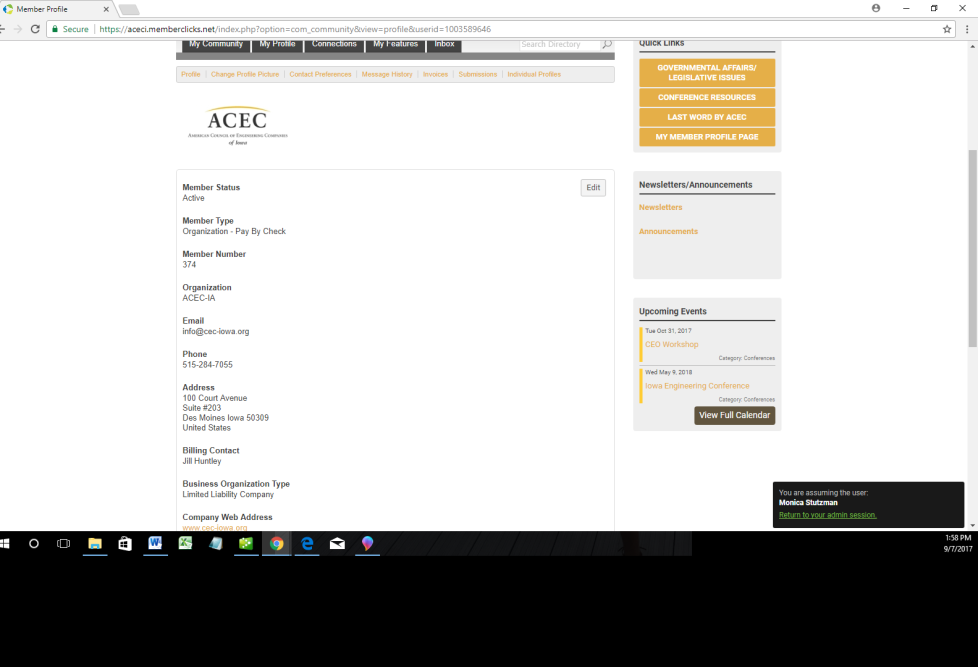 Member Profile
Secure | https://aceci.memberclicks.net/index.php?option=com_community&view=profile&userid=1003589646
My Community My Profile Connections My Features Inbox Search Directory
Profile | Change Profile Picture | Contact Preferences | Message History | Invoices | Submissions | Individual Profiles
ACEC
American Council of Engineering Companies
of Iowa
Member Status
Active
Edit
Member Type
Organization - Pay By Check
Member Number
374
Organization
ACEC-IA
Email
info@cec-iowa.org
Phone
515-284-7055
Address
100 Court Avenue
Suite #203
Des Moines Iowa 50309
United States
Billing Contact
Jill Huntley
Business Organization Type
Limited Liability Company
Company Web Address
www.cec-iowa.org
Quick Links
GOVERNMENTAL AFFAIRS/
LEGISLATIVE ISSUES
CONFERENCE RESOURCES
LAST WORD BY ACEC
MY MEMBER PROFILE PAGE
Newsletters/Announcements
Newsletters
Announcements
Upcoming Events
Tue Oct 31, 2017
CEO Workshop
Category: Conferences
Wed May 9, 2018
Iowa Engineering Conference
Category: Conferences
View Full Calendar
You are assuming the user:
Monica Stutzman
Return to your admin session.
1:58 PM
9/7/2017